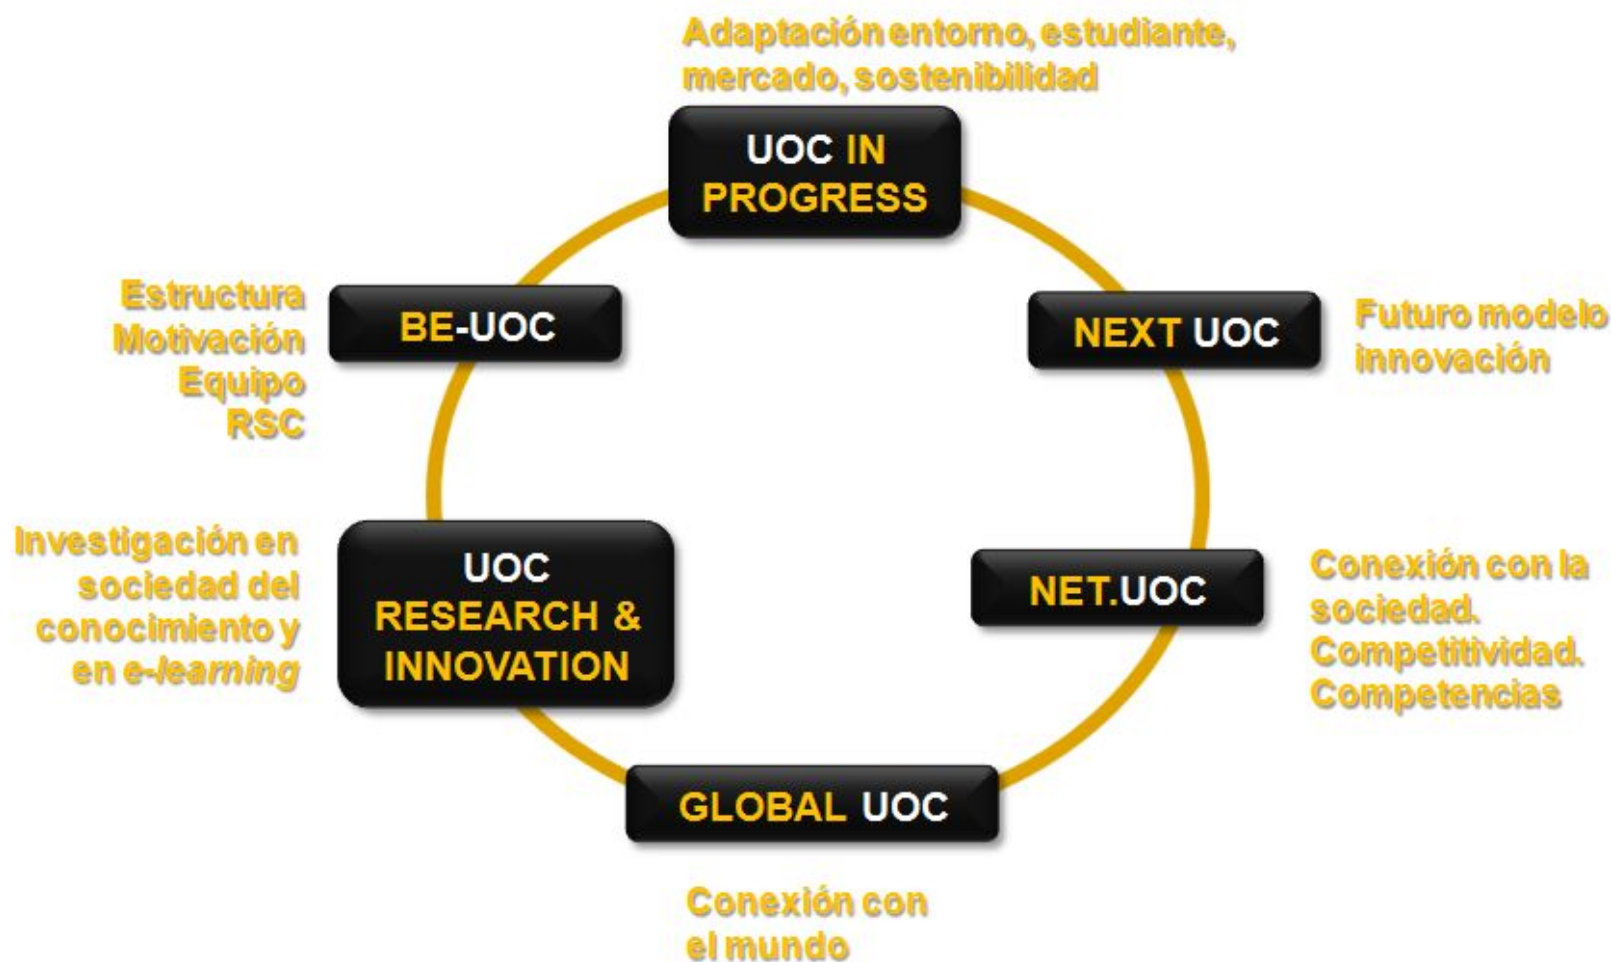 Adaptación entorno, estudiante,
mercado, sostenibilidad
UOC IN
PROGRESS
NEXT UOC
Futuro modelo
innovación
NET.UOC
Conexión con la
sociedad.
Competitividad.
Competencias
GLOBAL UOC
Conexión con
el mundo
UOC
RESEARCH &
INNOVATION
Investigación en
sociedad del
conocimiento y
en e-learning
BE-UOC
Estructura
Motivación
Equipo
RSC